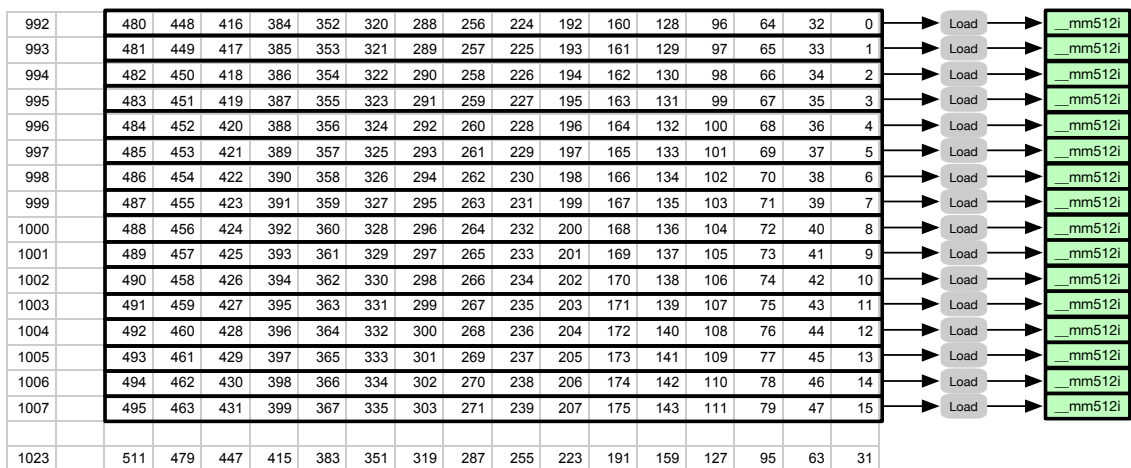 992 480 448 416 384 352 320 288 256 224 192 160 128 96 64 32 0 Load __mm512i
993 481 449 417 385 353 321 289 257 225 193 161 129 97 65 33 1 Load __mm512i
994 482 450 418 386 354 322 290 258 226 194 162 130 98 66 34 2 Load __mm512i
995 483 451 419 387 355 323 291 259 227 195 163 131 99 67 35 3 Load __mm512i
996 484 452 420 388 356 324 292 260 228 196 164 132 100 68 36 4 Load __mm512i
997 485 453 421 389 357 325 293 261 229 197 165 133 101 69 37 5 Load __mm512i
998 486 454 422 390 358 326 294 262 230 198 166 134 102 70 38 6 Load __mm512i
999 487 455 423 391 359 327 295 263 231 199 167 135 103 71 39 7 Load __mm512i
1000 488 456 424 392 360 328 296 264 232 200 168 136 104 72 40 8 Load __mm512i
1001 489 457 425 393 361 329 297 265 233 201 169 137 105 73 41 9 Load __mm512i
1002 490 458 426 394 362 330 298 266 234 202 170 138 106 74 42 10 Load __mm512i
1003 491 459 427 395 363 331 299 267 235 203 171 139 107 75 43 11 Load __mm512i
1004 492 460 428 396 364 332 300 268 236 204 172 140 108 76 44 12 Load __mm512i
1005 493 461 429 397 365 333 301 269 237 205 173 141 109 77 45 13 Load __mm512i
1006 494 462 430 398 366 334 302 270 238 206 174 142 110 78 46 14 Load __mm512i
1007 495 463 431 399 367 335 303 271 239 207 175 143 111 79 47 15 Load __mm512i
1023 511 479 447 415 383 351 319 287 255 223 191 159 127 95 63 31